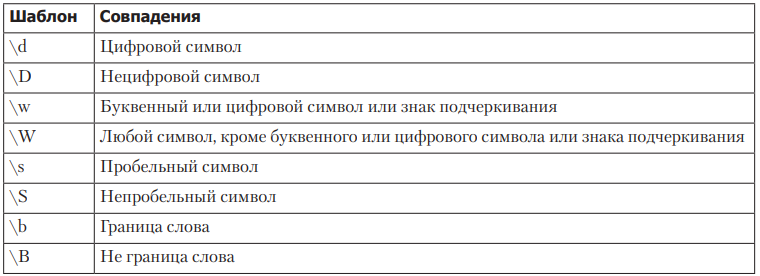 Шаблон Совпадения
\d Цифровой символ
\D Нецифровой символ
\w Буквенный или цифровой символ или знак подчеркивания
\W Любой символ, кроме буквенного или цифрового символа или знака подчеркивания
\s Пробельный символ
\S Непробельный символ
\b Граница слова
\B Не граница слова